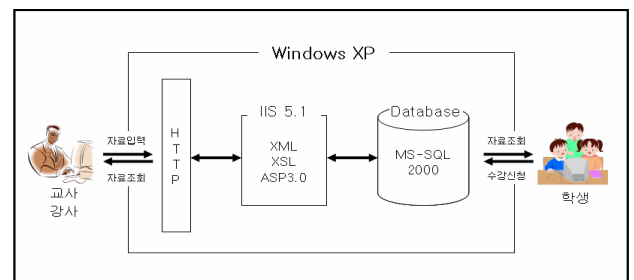 Windows XP
자료입력
자료조회
교사
강사
H
T
T
P
IIS 5.1
XML
XSL
ASP3.0
Database
MS-SQL
2000
자료조회
수강신청
학생